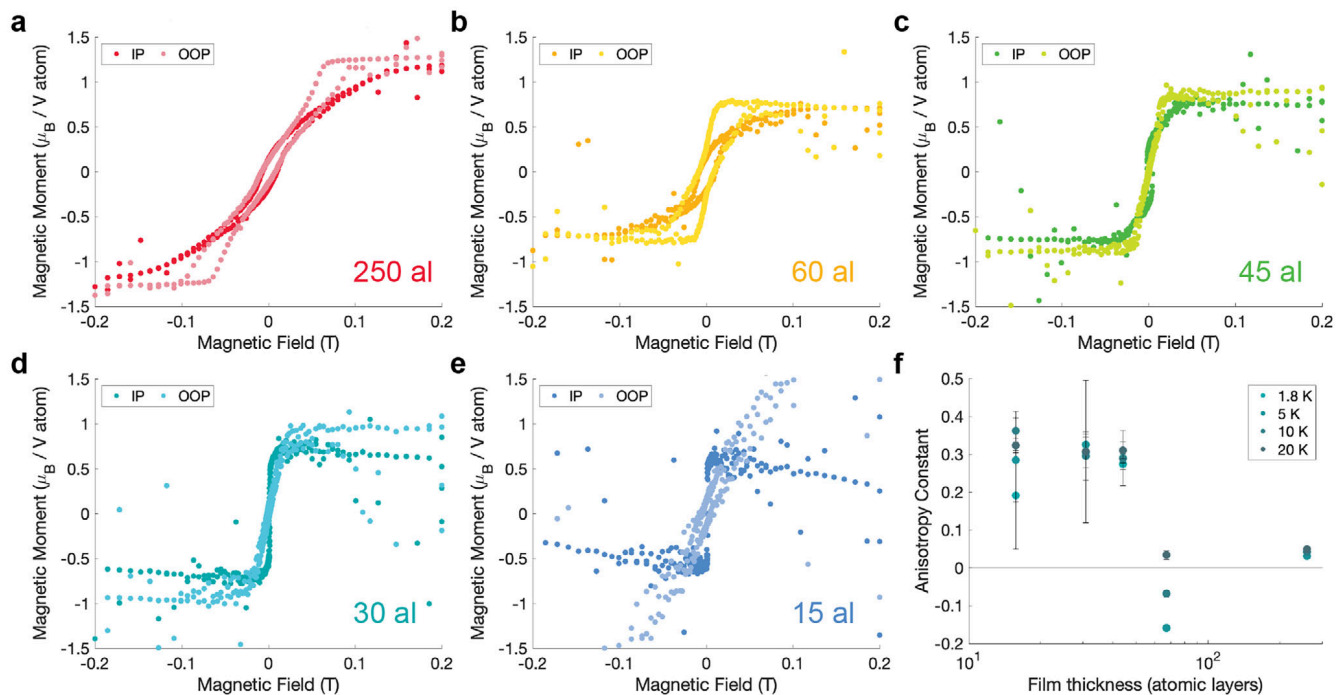 a
IP OOP
Magnetic Moment (μB / V atom)
1.5
1
0.5
0
-0.5
-1
-1.5
-0.2 -0.1 0 0.1 0.2
Magnetic Field (T)
250 al
b
IP OOP
Magnetic Moment (μB / V atom)
1.5
1
0.5
0
-0.5
-1
-1.5
-0.2 -0.1 0 0.1 0.2
Magnetic Field (T)
60 al
c
IP OOP
Magnetic Moment (μB / V atom)
1.5
1
0.5
0
-0.5
-1
-1.5
-0.2 -0.1 0 0.1 0.2
Magnetic Field (T)
45 al
d
IP OOP
Magnetic Moment (μB / V atom)
1.5
1
0.5
0
-0.5
-1
-1.5
-0.2 -0.1 0 0.1 0.2
Magnetic Field (T)
30 al
e
IP OOP
Magnetic Moment (μB / V atom)
1.5
1
0.5
0
-0.5
-1
-1.5
-0.2 -0.1 0 0.1 0.2
Magnetic Field (T)
15 al
f
1.8 K
5 K
10 K
20 K
Anisotropy Constant
0.5
0.4
0.3
0.2
0.1
0
-0.1
-0.2
10¹ 10²
Film thickness (atomic layers)